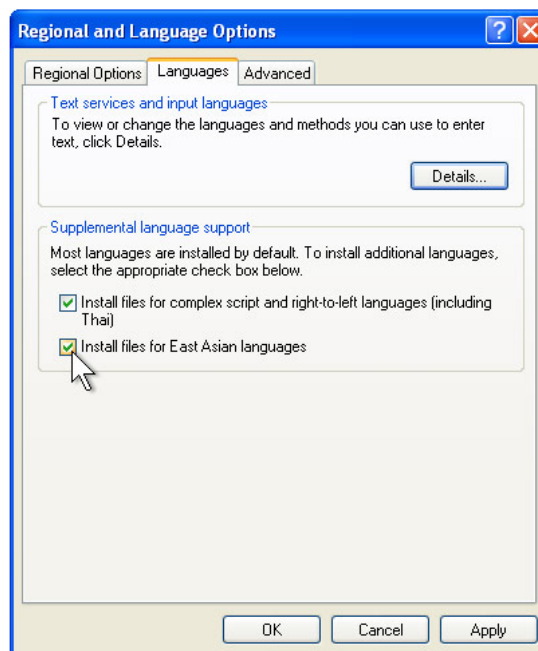 Regional and Language Options
Regional Options
Languages
Advanced
Text services and input languages
To view or change the languages and methods you can use to enter
text, click Details.
Details...
Supplemental language support
Most languages are installed by default. To install additional languages,
select the appropriate check box below.
Install files for complex script and right-to-left languages (including
Thai)
Install files for East Asian languages
OK
Cancel
Apply